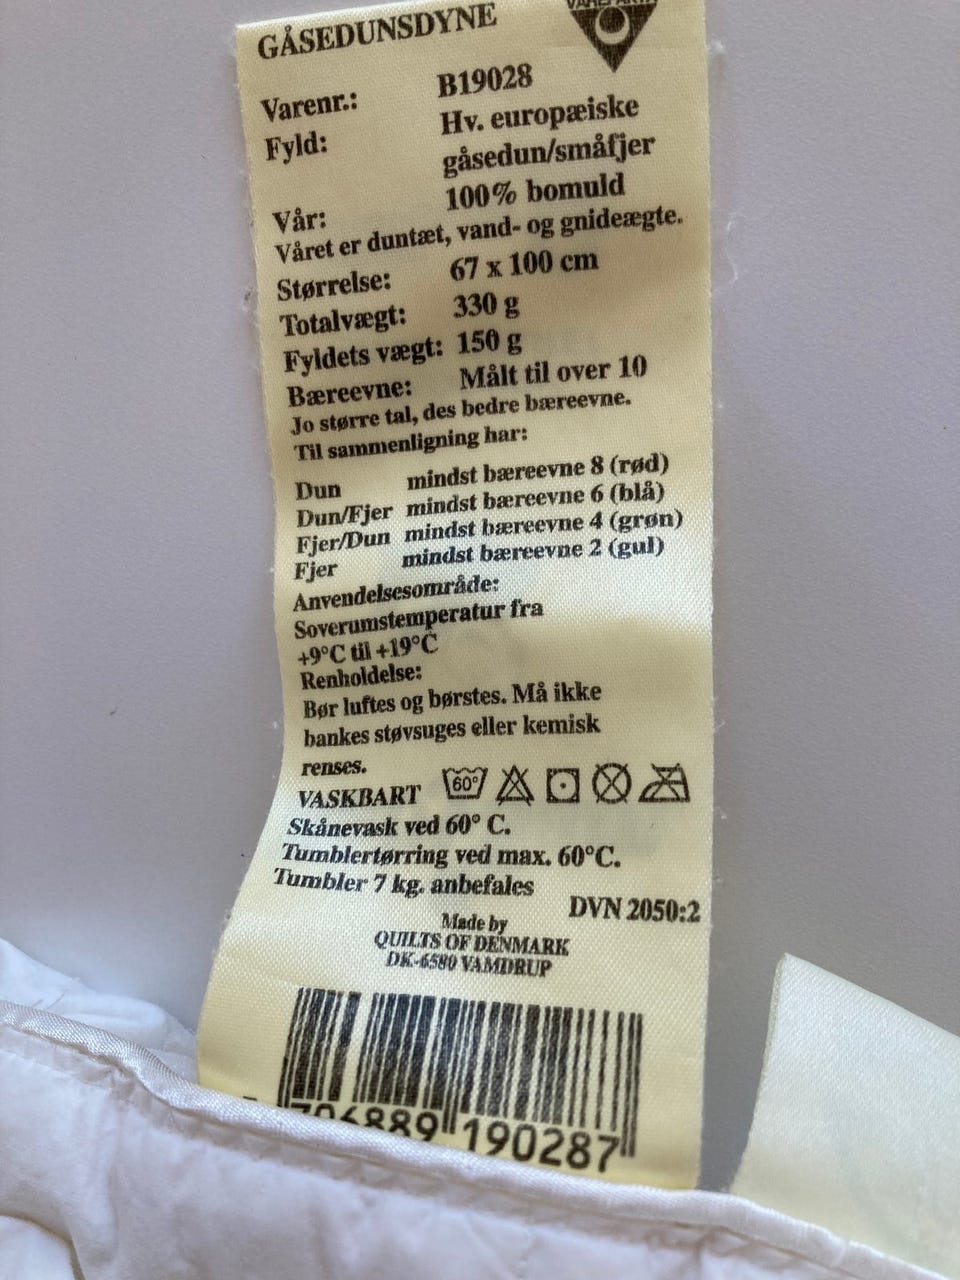 GÅSEDUNSDYNE
Varenr.: B19028
Fyld: Hv. europæiske
gåsedun/småfjer
Vår: 100% bomuld
Våret er duntæt, vand- og gnideægte.
Størrelse: 67 x 100 cm
Totalvægt: 330 g
Fyldets vægt: 150 g
Bæreevne: Målt til over 10
Jo større tal, des bedre bæreevne.
Til sammenligning har:
Dun mindst bæreevne 8 (rød)
Dun/Fjer mindst bæreevne 6 (blå)
Fjer/Dun mindst bæreevne 4 (grøn)
Fjer mindst bæreevne 2 (gul)
Anvendelsesområde:
Soverumstemperatur fra
+9°C til +19°C
Renholdelse:
Bør luftes og børstes. Må ikke
bankes støvsuges eller kemisk
renses.
VASKBART 60°
Skånevask ved 60° C.
Tumblertørring ved max. 60°C.
Tumbler 7 kg. anbefales
DVN 2050:2
Made by
QUILTS OF DENMARK
DK-6580 VAMDRUP
706889 190287